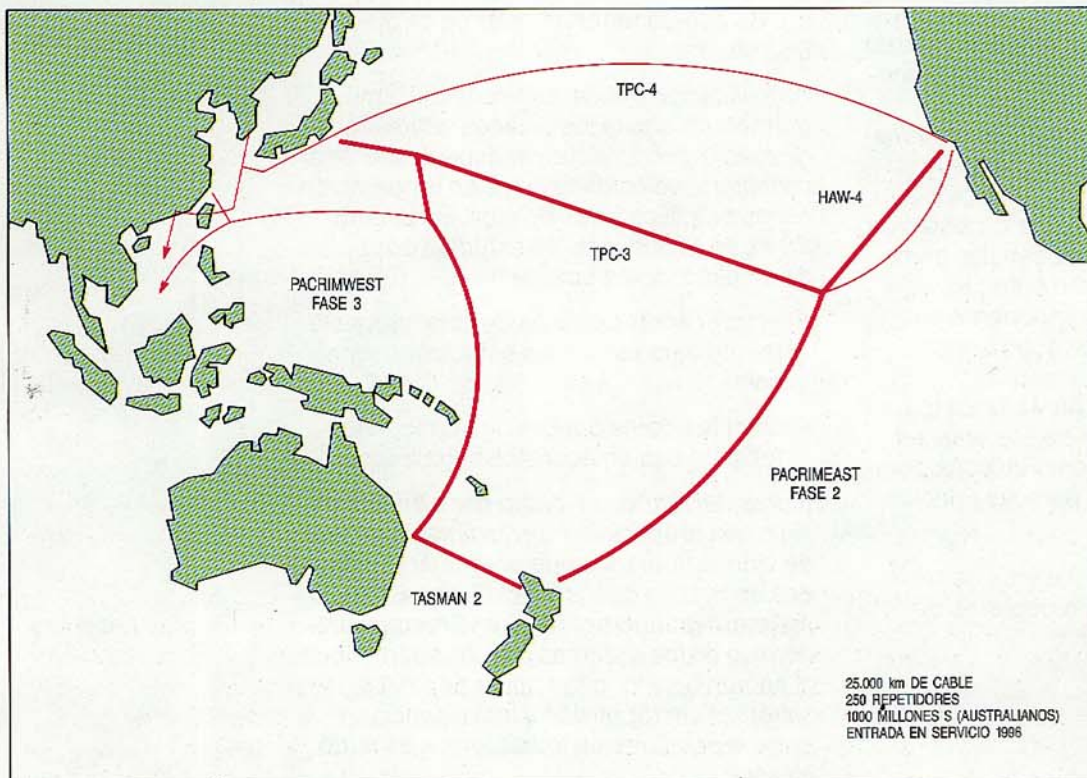 TPC-4
HAW-4
TPC-3
PACRIMWEST
FASE 3
PACRIMEAST
FASE 2
TASMAN 2
25.000 km DE CABLE
250 REPETIDORES
1000 MILLONES S (AUSTRALIANOS)
ENTRADA EN SERVICIO 1996